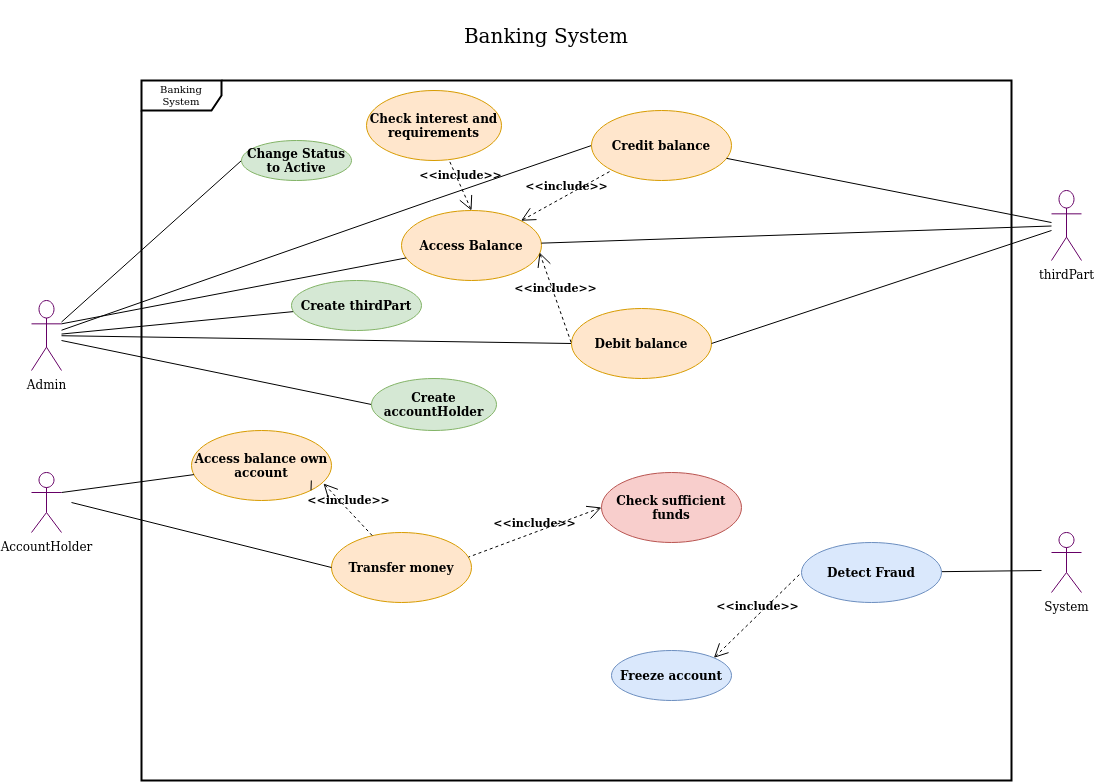 Banking System
Banking
System
Check interest and
requirements
Credit balance
Change Status
to Active
<<include>>
<<include>>
Access Balance
thirdPart
<<include>>
Create thirdPart
Debit balance
Admin
Create
accountHolder
Access balance own
account
<<include>>
Check sufficient
funds
<<include>>
AccountHolder
Transfer money
Detect Fraud
System
<<include>>
Freeze account